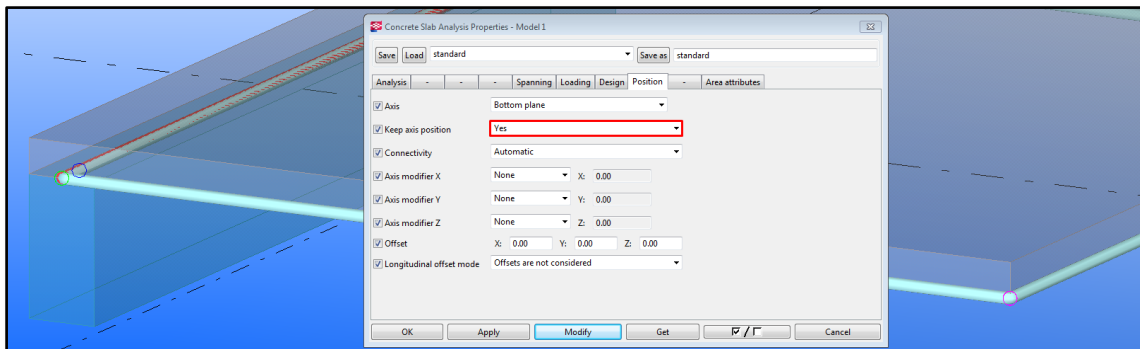 Concrete Slab Analysis Properties - Model 1
Save Load standard Save as standard
Analysis - - - Spanning Loading Design Position - Area attributes
Axis Bottom plane
Keep axis position Yes
Connectivity Automatic
Axis modifier X None X: 0.00
Axis modifier Y None Y: 0.00
Axis modifier Z None Z: 0.00
Offset X: 0.00 Y: 0.00 Z: 0.00
Longitudinal offset mode Offsets are not considered
OK Apply Modify Get / Cancel